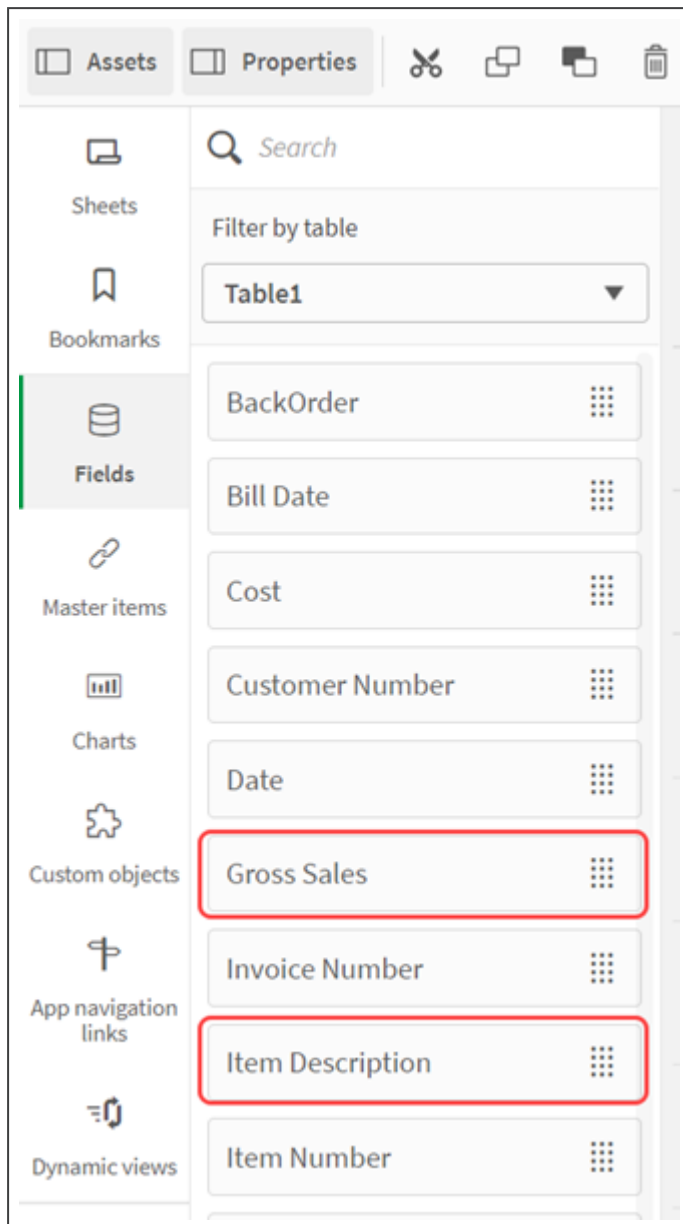 Assets Properties
Sheets
Bookmarks
Fields
Master items
Charts
Custom objects
App navigation
links
Dynamic views
Search
Filter by table
Table1
BackOrder
Bill Date
Cost
Customer Number
Date
Gross Sales
Invoice Number
Item Description
Item Number